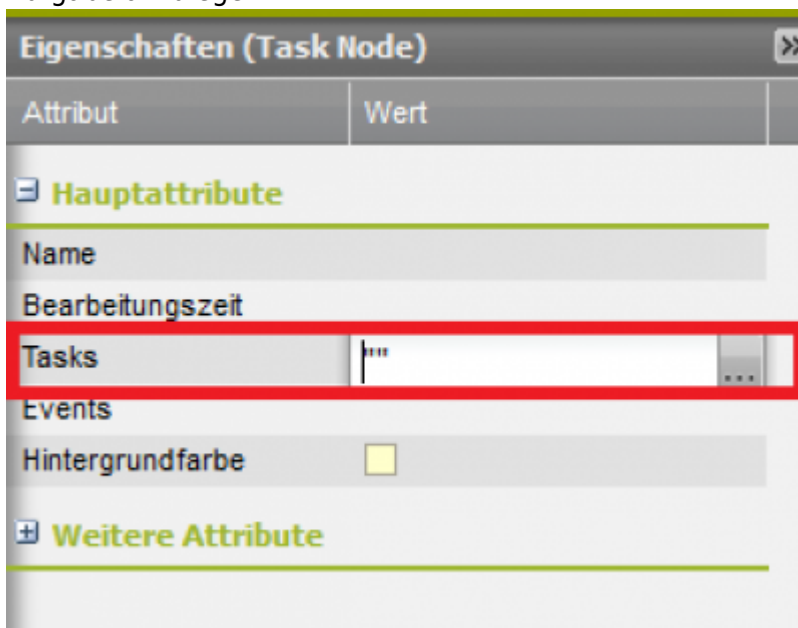 Eigenschaften (Task Node)
Attribut Wert
Hauptattribute
Name
Bearbeitungszeit
Tasks "" ...
Events
Hintergrundfarbe
Weitere Attribute